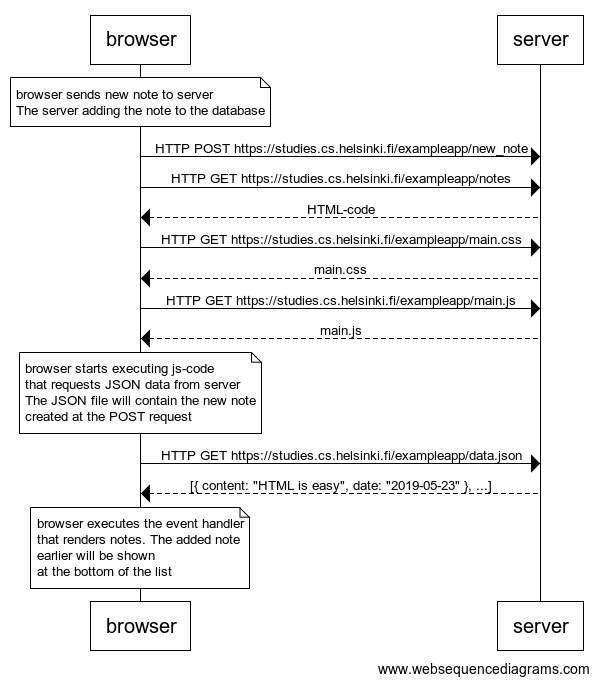 browser
server
browser sends new note to server
The server adding the note to the database
HTTP POST https://studies.cs.helsinki.fi/exampleapp/new_note
HTTP GET https://studies.cs.helsinki.fi/exampleapp/notes
HTML-code
HTTP GET https://studies.cs.helsinki.fi/exampleapp/main.css
main.css
HTTP GET https://studies.cs.helsinki.fi/exampleapp/main.js
main.js
browser starts executing js-code
that requests JSON data from server
The JSON file will contain the new note
created at the POST request
HTTP GET https://studies.cs.helsinki.fi/exampleapp/data.json
[{ content: "HTML is easy", date: "2019-05-23" }, ...]
browser executes the event handler
that renders notes. The added note
earlier will be shown
at the bottom of the list
browser
server
www.websequencediagrams.com